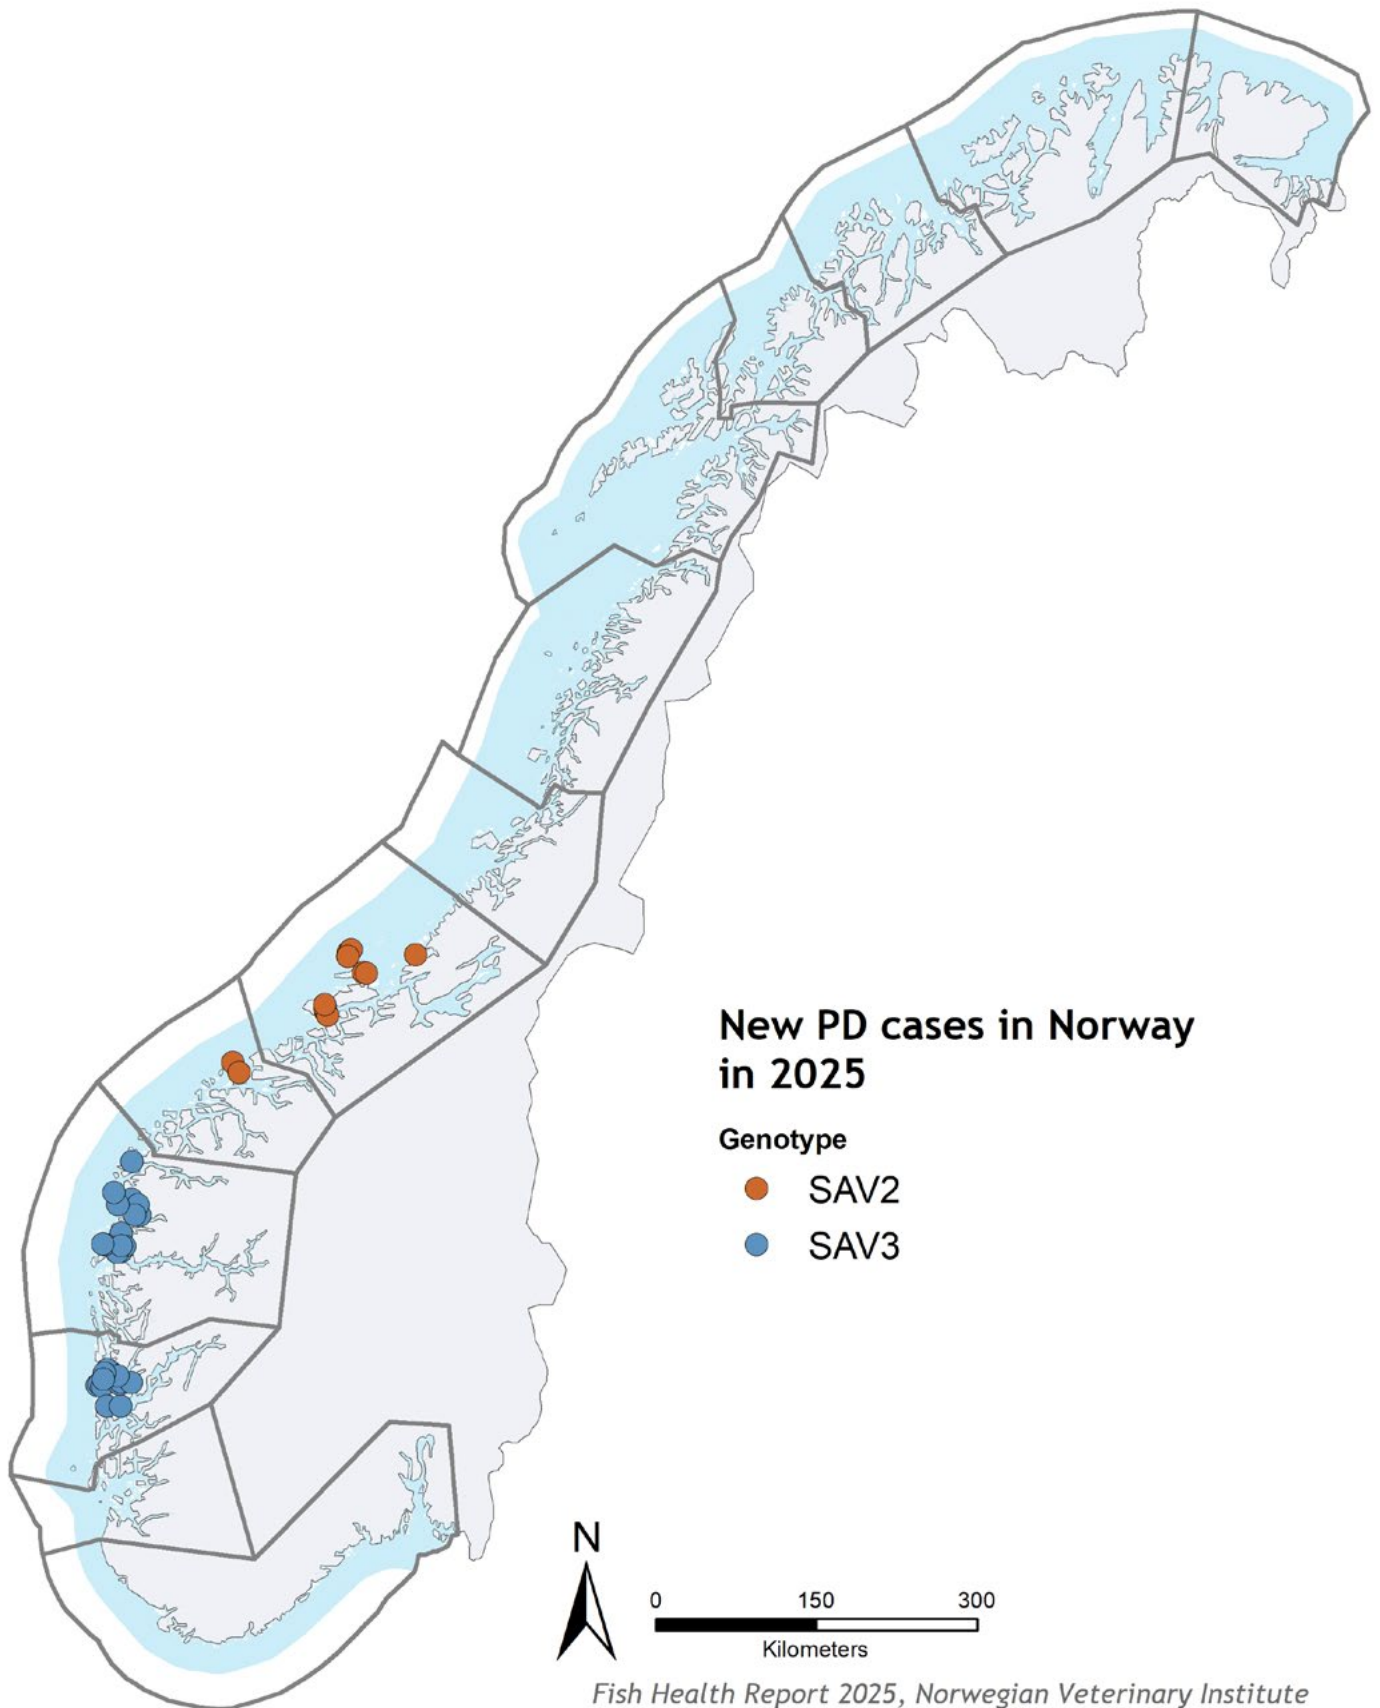 New PD cases in Norway
in 2025
Genotype
SAV2
SAV3
N
0 150 300
Kilometers
Fish Health Report 2025, Norwegian Veterinary Institute